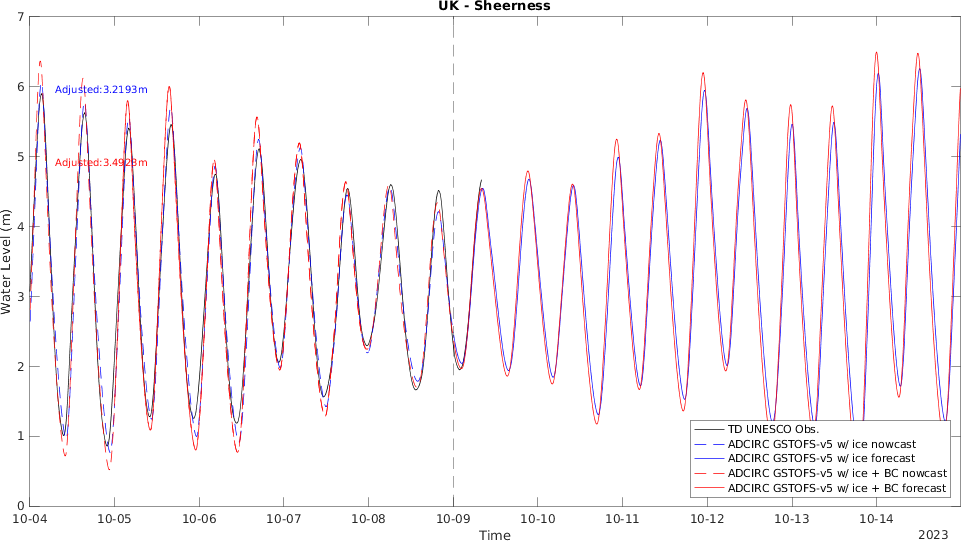 UK - Sheerness
7
6
5
4
3
2
1
0
Water Level (m)
Adjusted:3.2193m
Adjusted:3.4923m
TD UNESCO Obs.
ADCIRC GSTOFS-v5 w/ ice nowcast
ADCIRC GSTOFS-v5 w/ ice forecast
ADCIRC GSTOFS-v5 w/ ice + BC nowcast
ADCIRC GSTOFS-v5 w/ ice + BC forecast
10-04 10-05 10-06 10-07 10-08 10-09 10-10 10-11 10-12 10-13 10-14
Time
2023